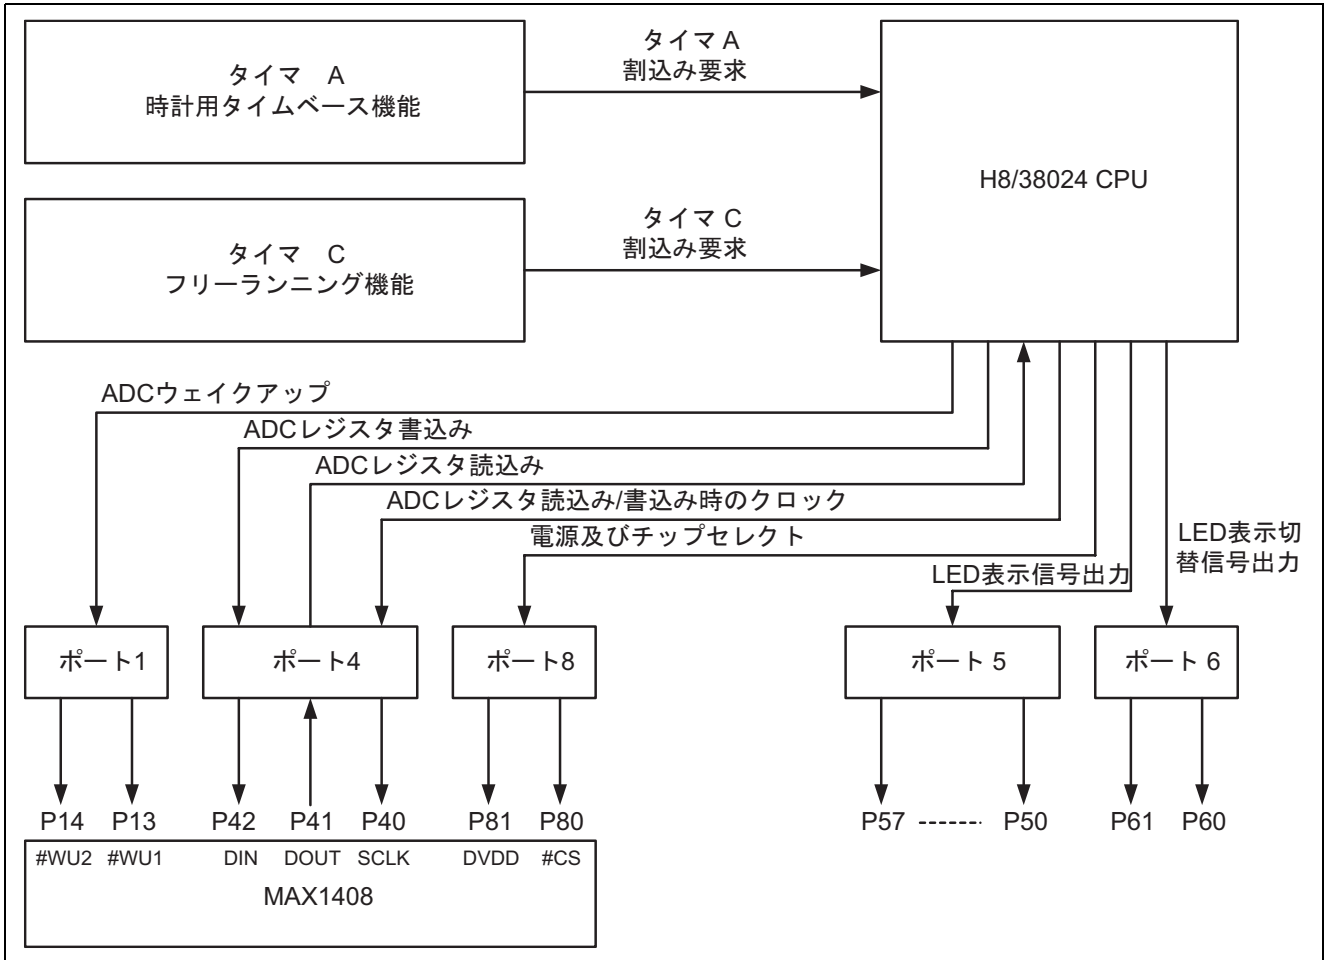 タイマ　A
時計用タイムベース機能
タイマ A
割込み要求
H8/38024 CPU
タイマ　C
フリーランニング機能
タイマ C
割込み要求
ADCウェイクアップ
ADCレジスタ書込み
ADCレジスタ読込み
ADCレジスタ読込み/書込み時のクロック
電源及びチップセレクト
LED表示信号出力
LED表示切
替信号出力
ポート1
ポート4
ポート8
ポート 5
ポート 6
P14 P13 P42 P41 P40 P81 P80 P57 ------- P50 P61 P60
#WU2 #WU1 DIN DOUT SCLK DVDD #CS
MAX1408